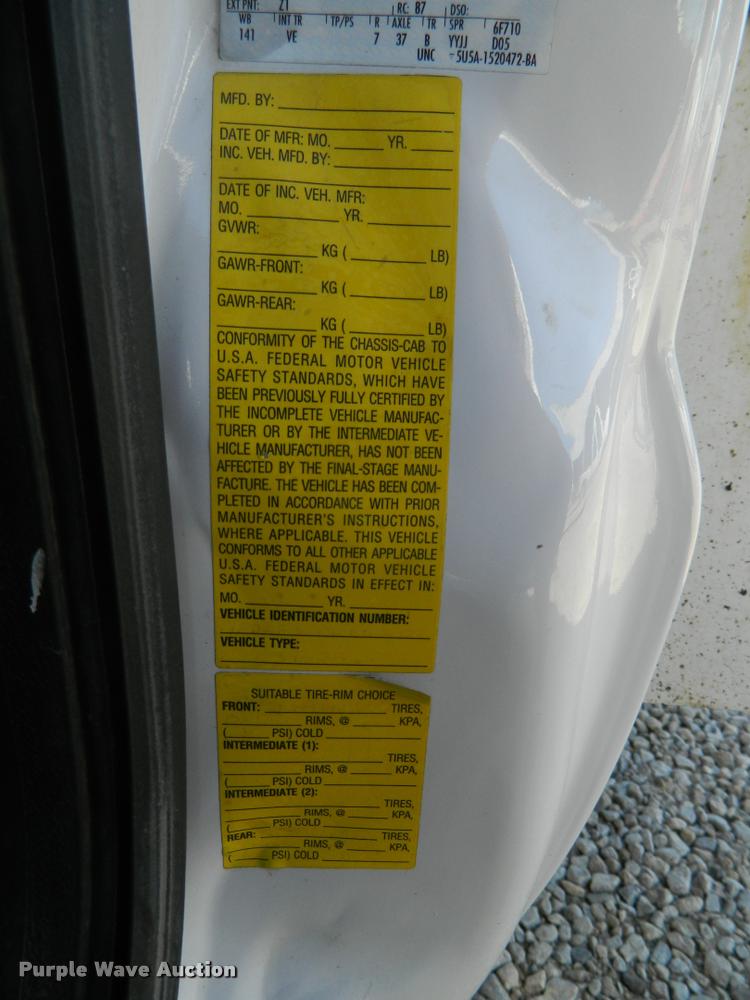 EXT PNT: Z1 RC: 87 DSO:
WB INT TR TP/PS R AXLE TR SPR 6F710
141 VE 7 37 B YYJJ D05
UNC 5U5A-1520472-BA
MFD. BY:
DATE OF MFR: MO. YR.
INC. VEH. MFD. BY:
DATE OF INC. VEH. MFR:
MO. YR.
GVWR:
KG ( LB)
GAWR-FRONT:
KG ( LB)
GAWR-REAR:
KG ( LB)
CONFORMITY OF THE CHASSIS-CAB TO
U.S.A. FEDERAL MOTOR VEHICLE
SAFETY STANDARDS, WHICH HAVE
BEEN PREVIOUSLY FULLY CERTIFIED BY
THE INCOMPLETE VEHICLE MANUFAC-
TURER OR BY THE INTERMEDIATE VE-
HICLE MANUFACTURER, HAS NOT BEEN
AFFECTED BY THE FINAL-STAGE MANU-
FACTURE. THE VEHICLE HAS BEEN COM-
PLETED IN ACCORDANCE WITH PRIOR
MANUFACTURER'S INSTRUCTIONS,
WHERE APPLICABLE. THIS VEHICLE
CONFORMS TO ALL OTHER APPLICABLE
U.S.A. FEDERAL MOTOR VEHICLE
SAFETY STANDARDS IN EFFECT IN:
MO. YR.
VEHICLE IDENTIFICATION NUMBER:
VEHICLE TYPE:
SUITABLE TIRE-RIM CHOICE
FRONT: TIRES,
RIMS, @ KPA,
( PSI) COLD
INTERMEDIATE (1):
TIRES,
RIMS, @ KPA,
( PSI) COLD
INTERMEDIATE (2):
TIRES,
RIMS, @ KPA,
( PSI) COLD
REAR: TIRES,
RIMS, @ KPA,
( PSI) COLD
Purple Wave Auction